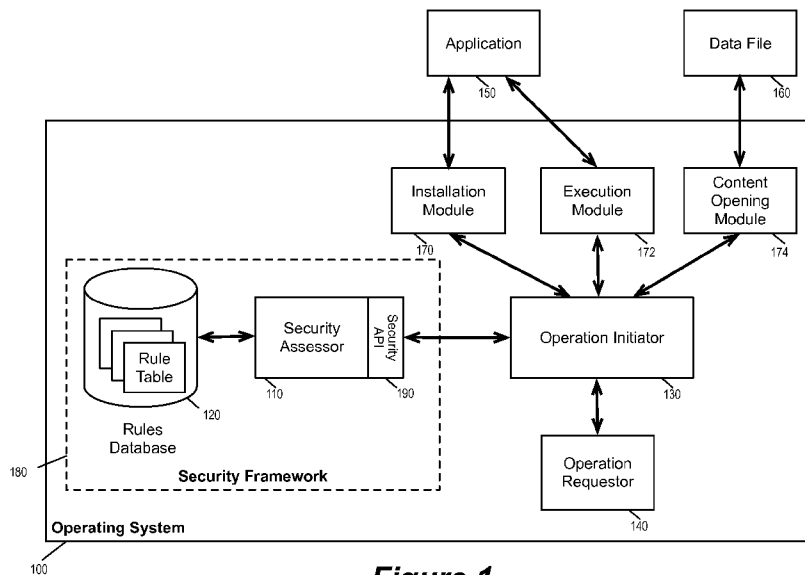 Application
150
Data File
160
Installation
Module
170
Execution
Module
172
Content
Opening
Module
174
Rule
Table
120
Rules
Database
Security
Assessor
110
Security
API
190
Operation Initiator
130
180
Security Framework
Operation
Requestor
140
Operating System
100
Figure 1